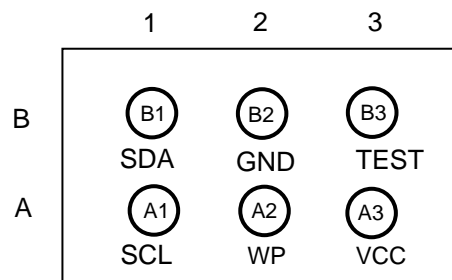 1 2 3
B B1 B2 B3
SDA GND TEST
A A1 A2 A3
SCL WP VCC